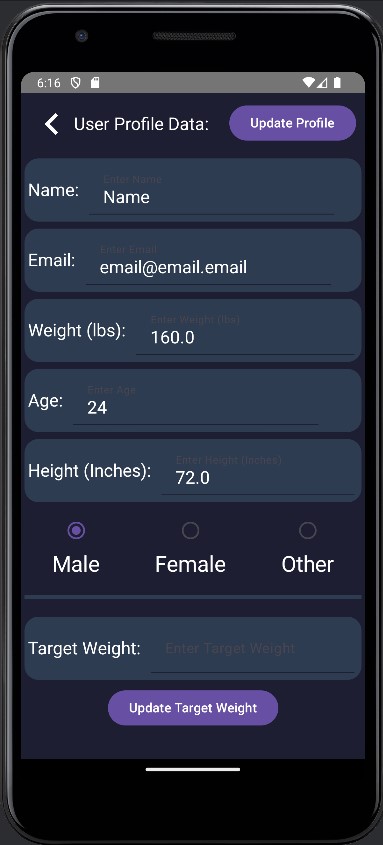 6:16
User Profile Data:
Update Profile
Enter Name
Name:
Name
Enter Email
Email:
email@email.email
Enter Weight (lbs)
Weight (lbs):
160.0
Enter Age
Age:
24
Enter Height (Inches)
Height (Inches):
72.0
Male
Female
Other
Target Weight:
Enter Target Weight
Update Target Weight